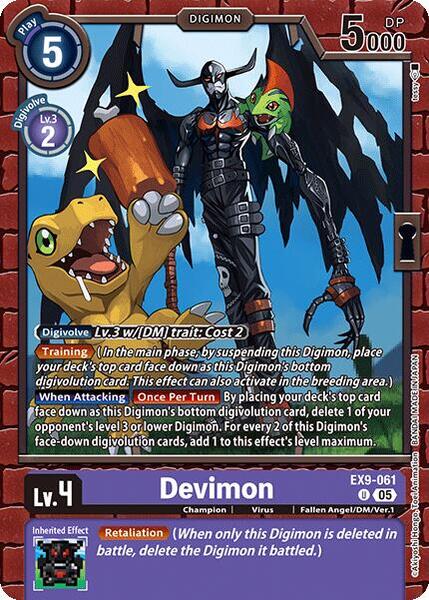 DIGIMON
Play
5
DP
5000
Digivolve
Lv.3
2
tessy
Digivolve Lv.3 w/[DM] trait: Cost 2
Training (In the main phase, by suspending this Digimon, place
your deck's top card face down as this Digimon's bottom
digivolution card. This effect can also activate in the breeding area.)
When Attacking Once Per Turn By placing your deck's top card
face down as this Digimon's bottom digivolution card, delete 1 of your
opponent's level 3 or lower Digimon. For every 2 of this Digimon's
face-down digivolution cards, add 1 to this effect's level maximum.
©Akiyoshi Hongo, Toei Animation BANDAI MADE IN JAPAN
Lv.4
Devimon
EX9-061
U 05
Champion Virus Fallen Angel/DM/Ver.1
Inherited Effect
Retaliation (When only this Digimon is deleted in
battle, delete the Digimon it battled.)